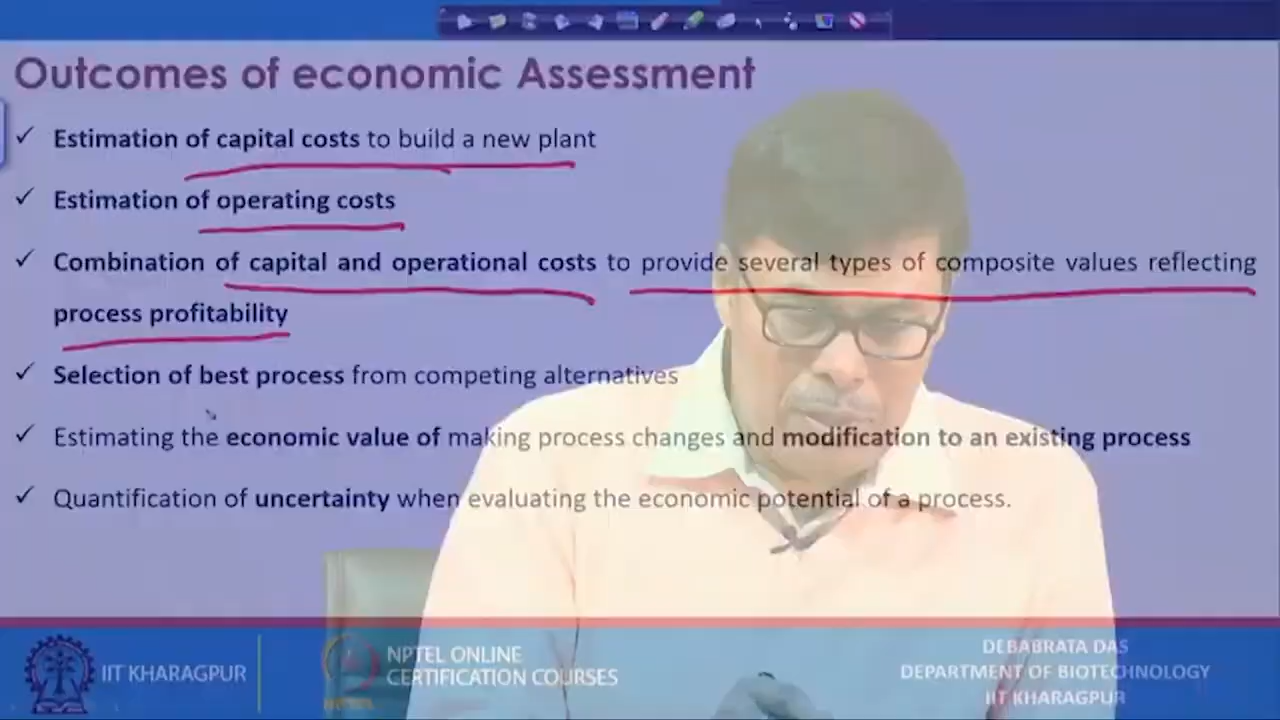 Outcomes of economic Assessment
✓ Estimation of capital costs to build a new plant
✓ Estimation of operating costs
✓ Combination of capital and operational costs to provide several types of composite values reflecting
process profitability
✓ Selection of best process from competing alternatives
✓ Estimating the economic value of making process changes and modification to an existing process
✓ Quantification of uncertainty when evaluating the economic potential of a process.
IIT KHARAGPUR
NPTEL ONLINE
CERTIFICATION COURSES
DEBABRATA DAS
DEPARTMENT OF BIOTECHNOLOGY
IIT KHARAGPUR